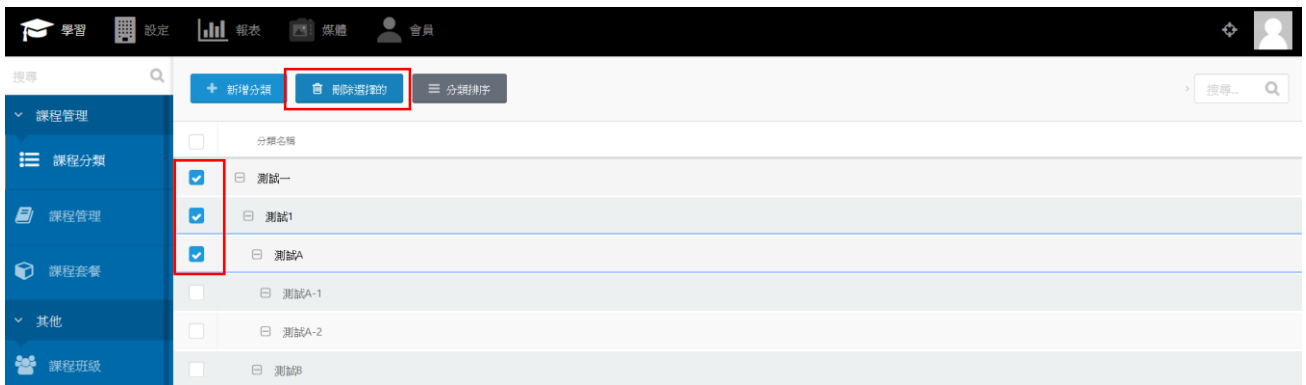 學習 設定 報表 媒體 會員
搜尋
新增分類 刪除選擇的 分類排序 搜尋...
課程管理
分類名稱
課程分類
測試一
課程管理
測試1
測試A
課程套餐
測試A-1
其他
測試A-2
課程班級
測試B